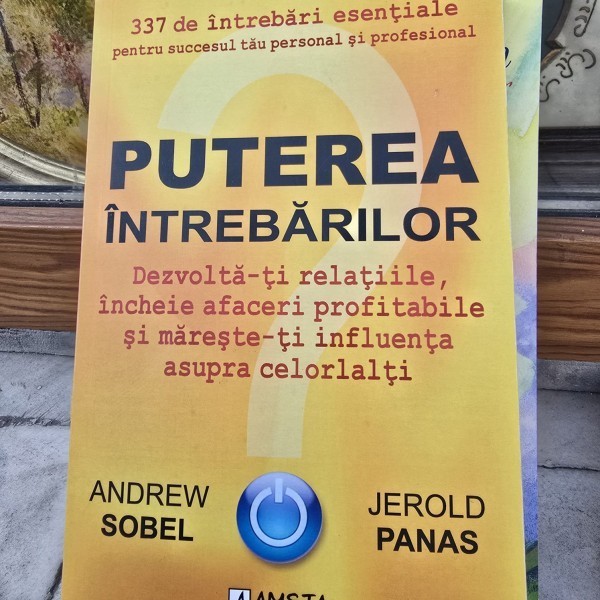 337 de întrebări esenţiale
pentru succesul tău personal şi profesional
PUTEREA
ÎNTREBĂRILOR
Dezvoltă-ţi relaţiile,
încheie afaceri profitabile
şi măreşte-ţi influenţa
asupra celorlalţi
ANDREW
SOBEL
JEROLD
PANAS